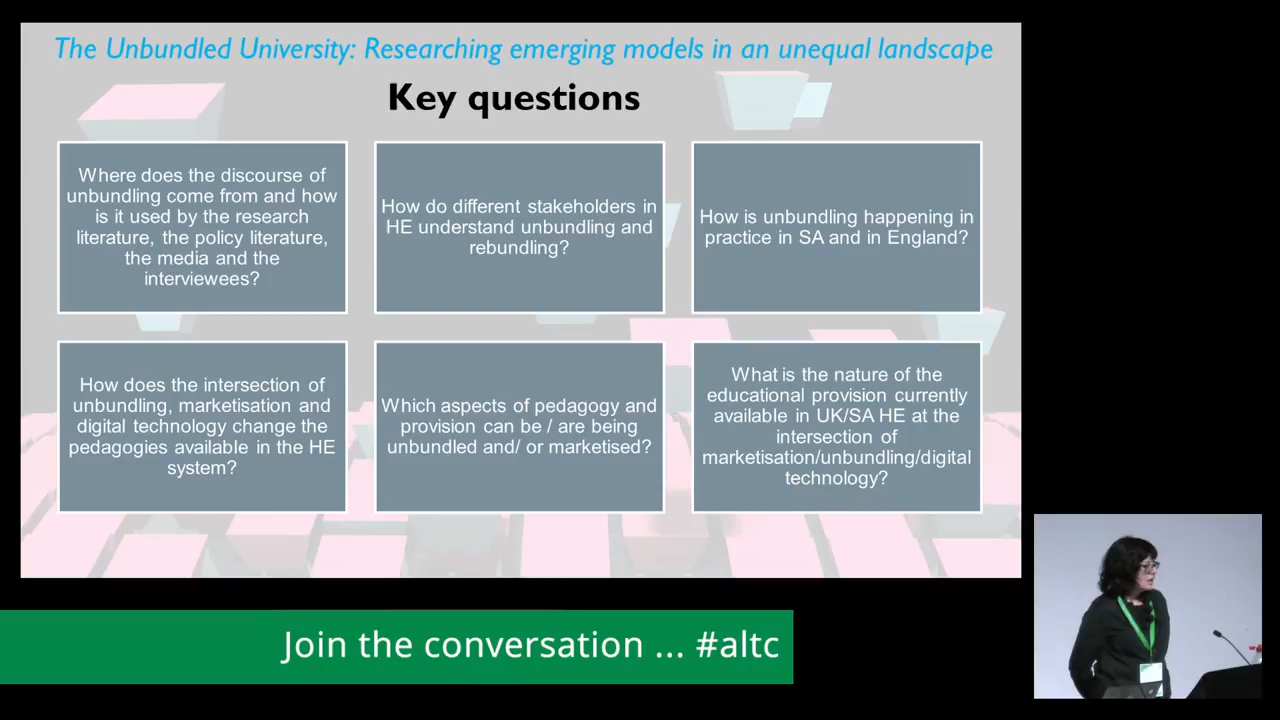 The Unbundled University: Researching emerging models in an unequal landscape
Key questions
Where does the discourse of
unbundling come from and how
is it used by the research
literature, the policy literature,
the media and the
interviewees?
How do different stakeholders in
HE understand unbundling and
rebundling?
How is unbundling happening in
practice in SA and in England?
How does the intersection of
unbundling, marketisation and
digital technology change the
pedagogies available in the HE
system?
Which aspects of pedagogy and
provision can be / are being
unbundled and/ or marketised?
What is the nature of the
educational provision currently
available in UK/SA HE at the
intersection of
marketisation/unbundling/digital
technology?
Join the conversation ... #altc